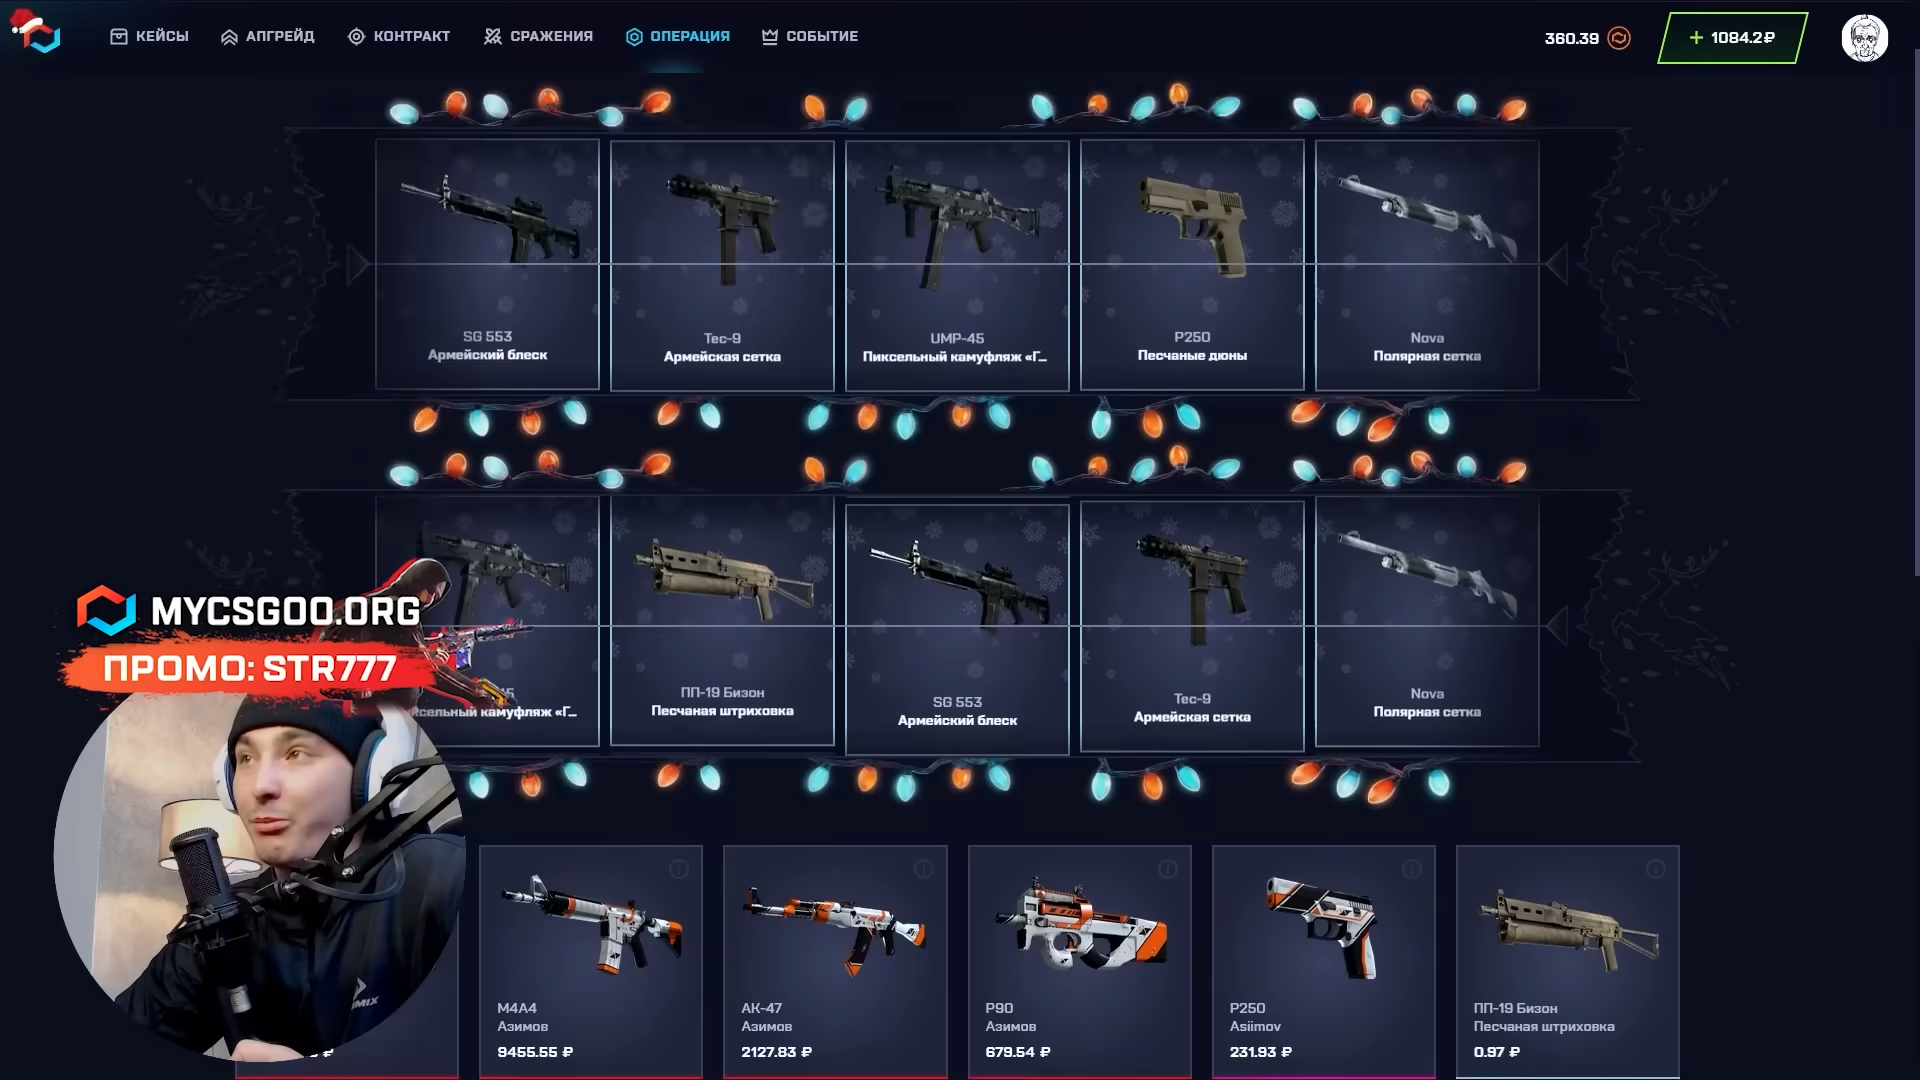 КЕЙСЫ
АПГРЕЙД
КОНТРАКТ
СРАЖЕНИЯ
ОПЕРАЦИЯ
СОБЫТИЕ
360.39
+ 1084.2 ₽
SG 553
Армейский блеск
Tec-9
Армейская сетка
UMP-45
Пиксельный камуфляж «Г...
P250
Песчаные дюны
Nova
Полярная сетка
ксельный камуфляж «Г...
ПП-19 Бизон
Песчаная штриховка
SG 553
Армейский блеск
Tec-9
Армейская сетка
Nova
Полярная сетка
MYCSGOO.ORG
ПРОМО: STR777
M4A4
Азимов
9455.55 ₽
AK-47
Азимов
2127.83 ₽
P90
Азимов
679.54 ₽
P250
Asiimov
231.93 ₽
ПП-19 Бизон
Песчаная штриховка
0.97 ₽